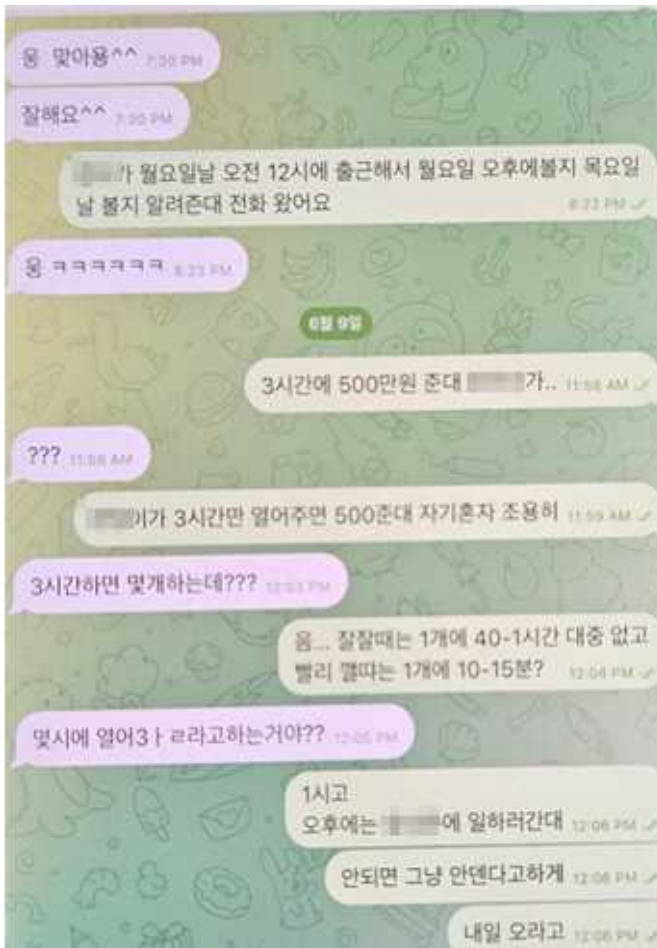 웅 맞아용^^ 7:30 PM
잘해요^^ 7:30 PM
가 월요일날 오전 12시에 출근해서 월요일 오후에볼지 목요일
날 볼지 알려준대 전화 왔어요 8:22 PM
웅 ㅋㅋㅋㅋㅋㅋ 8:23 PM
6월 9일
3시간에 500만원 준대 가.. 11:58 AM
??? 11:58 AM
이가 3시간만 열어주면 500준대 자기혼자 조용히 11:59 AM
3시간하면 몇개하는데??? 12:03 PM
음... 잘잘때는 1개에 40-1시간 대중 없고
빨리 깰따는 1개에 10-15분? 12:04 PM
몇시에 열어3ㅏㄹ라고하는거야?? 12:05 PM
1시고
오후에는 에 일하러간대 12:06 PM
안되면 그냥 안덴다고하게 12:06 PM
내일 오라고 12:06 PM